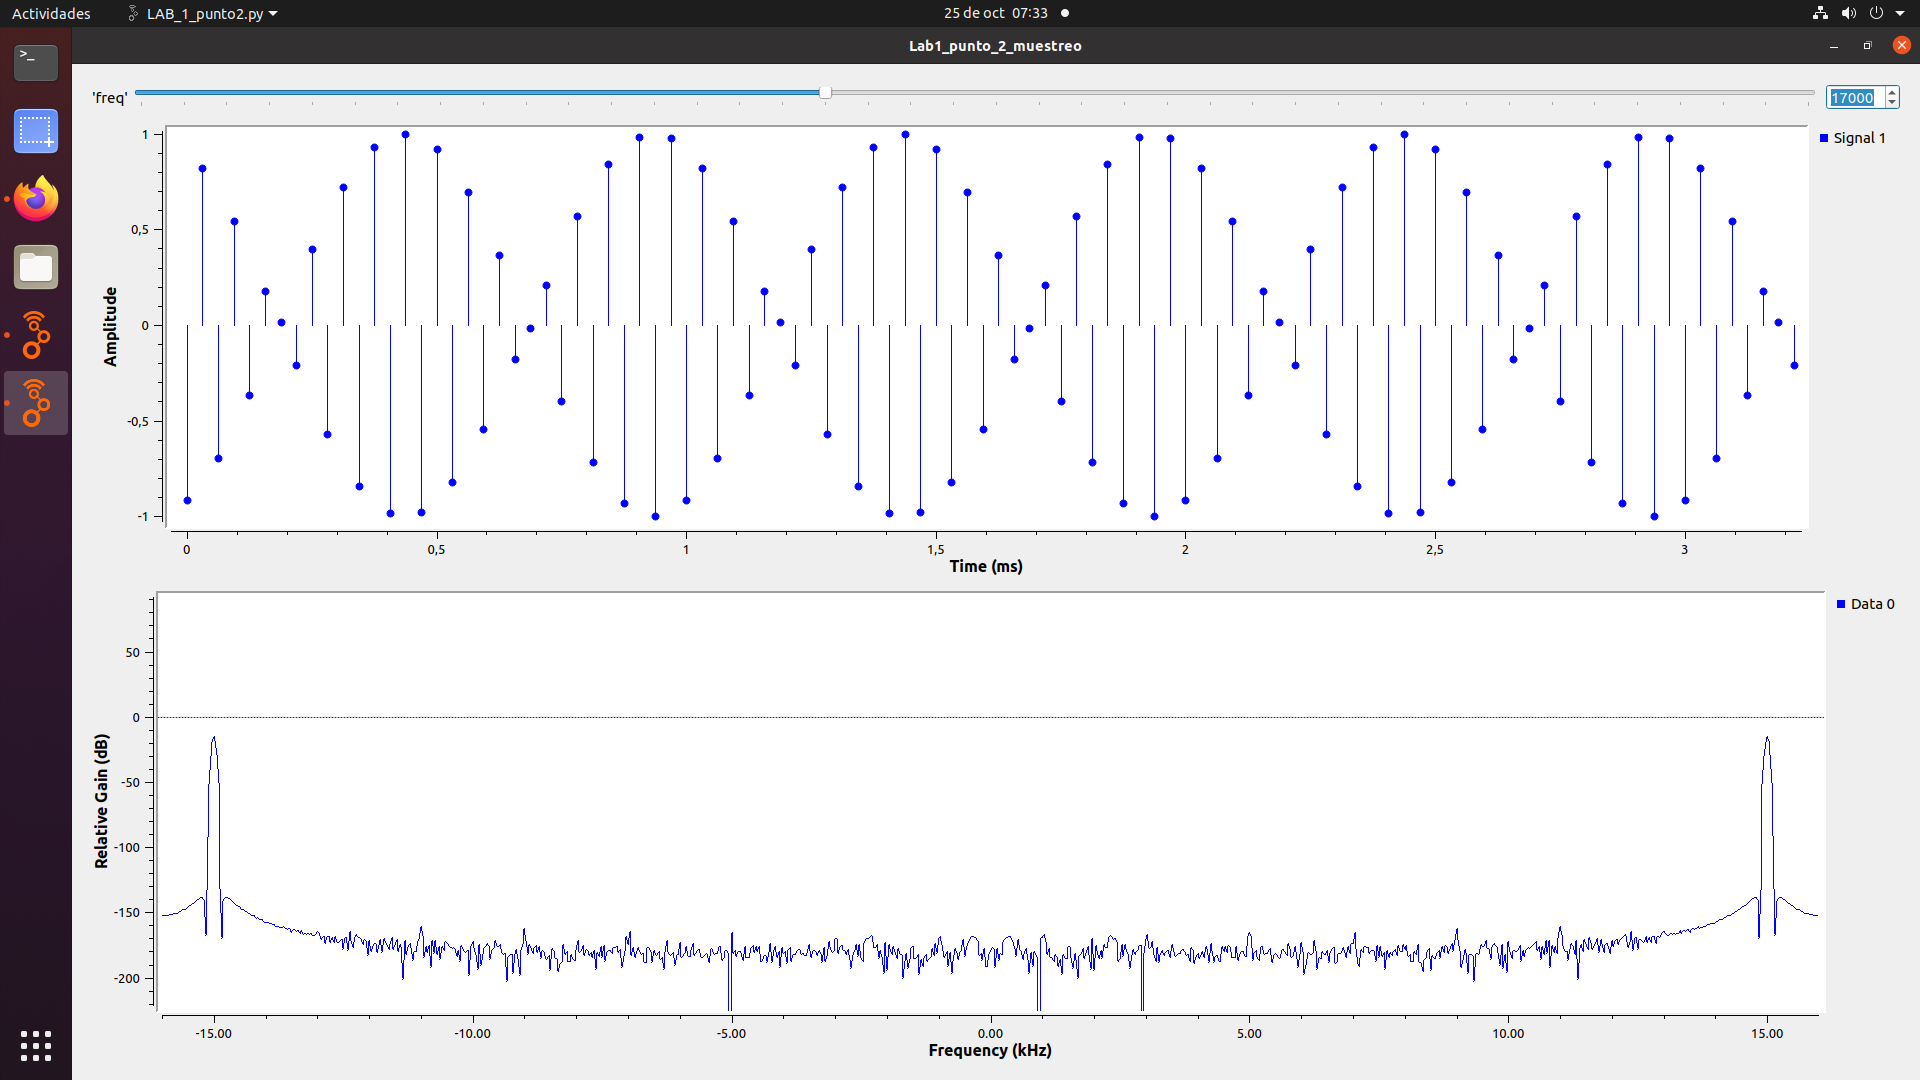 Actividades LAB_1_punto2.py 25 de oct 07:33
Lab1_punto_2_muestreo
'freq' 17000
Signal 1
1
0,5
0
-0,5
-1
Amplitude
0 0,5 1 1,5 2 2,5 3
Time (ms)
Data 0
50
0
-50
-100
-150
-200
Relative Gain (dB)
-15.00 -10.00 -5.00 0.00 5.00 10.00 15.00
Frequency (kHz)